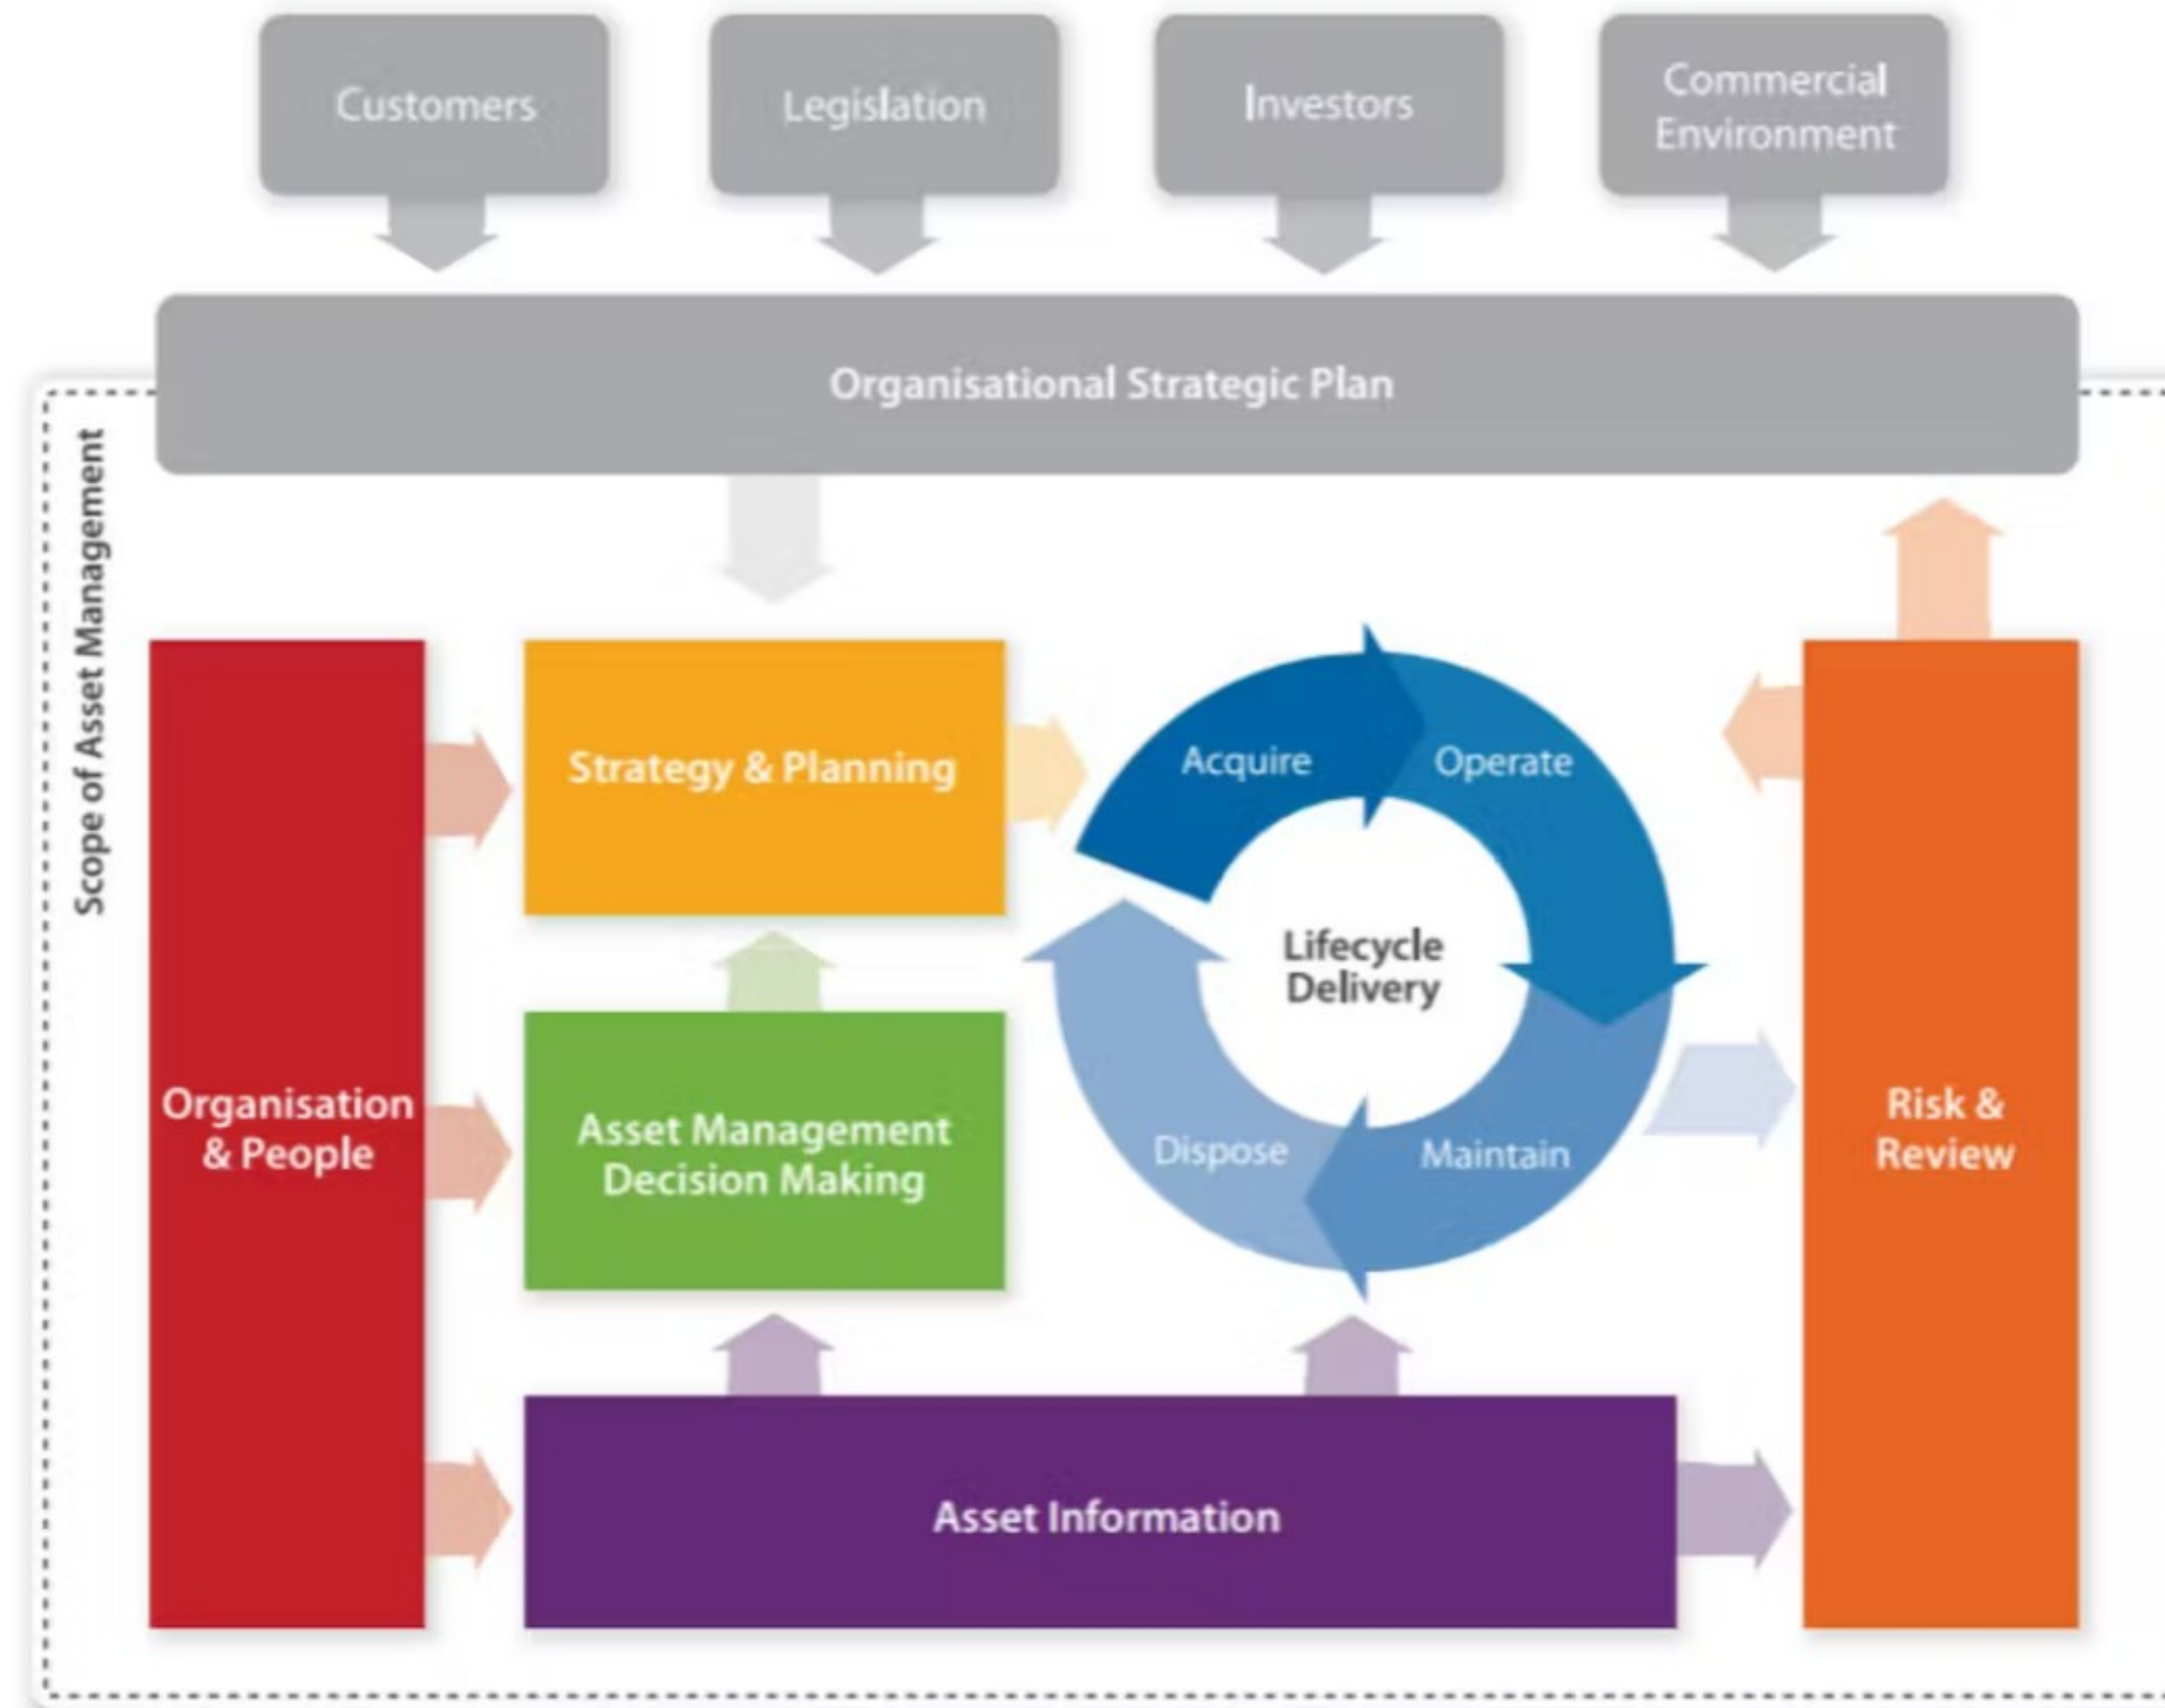 Customers
Legislation
Investors
Commercial
Environment
Organisational Strategic Plan
Scope of Asset Management
Strategy & Planning
Acquire
Operate
Lifecycle
Delivery
Organisation
& People
Asset Management
Decision Making
Dispose
Maintain
Risk &
Review
Asset Information